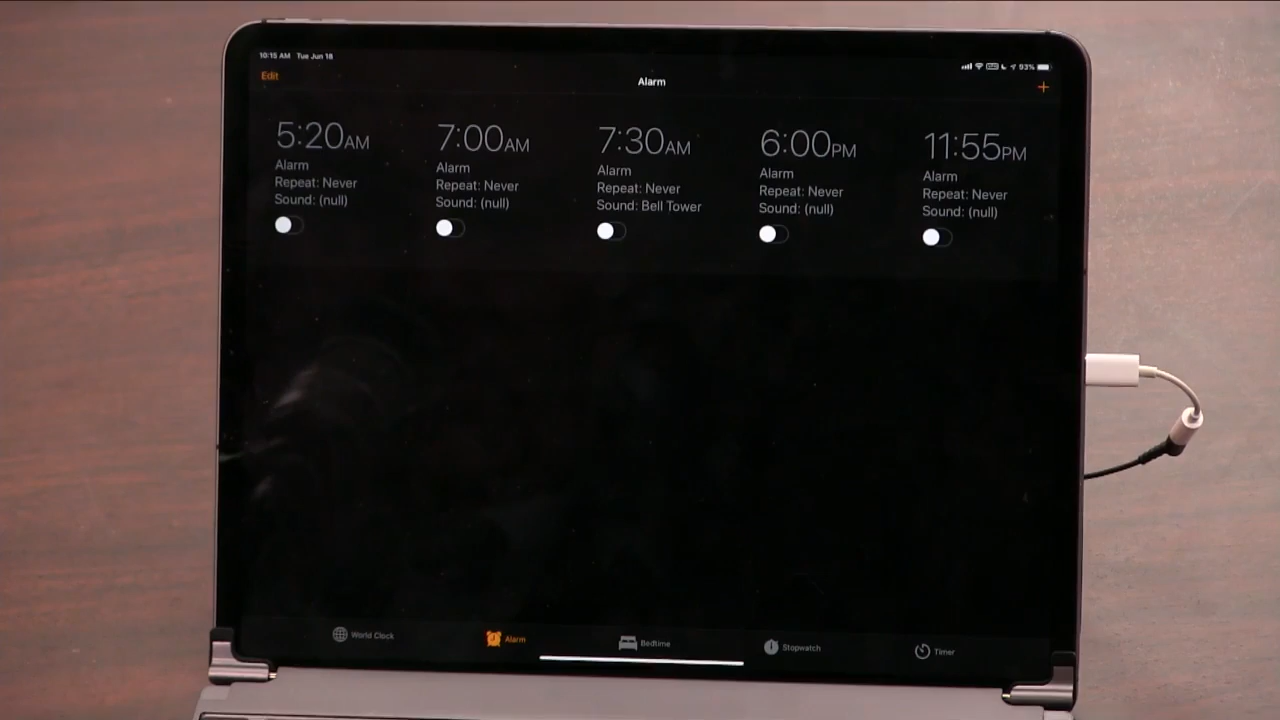 10:15 AM Tue Jun 18
93%
Edit
Alarm
5:20AM
Alarm
Repeat: Never
Sound: (null)
7:00AM
Alarm
Repeat: Never
Sound: (null)
7:30AM
Alarm
Repeat: Never
Sound: Bell Tower
6:00PM
Alarm
Repeat: Never
Sound: (null)
11:55PM
Alarm
Repeat: Never
Sound: (null)
World Clock
Alarm
Bedtime
Stopwatch
Timer